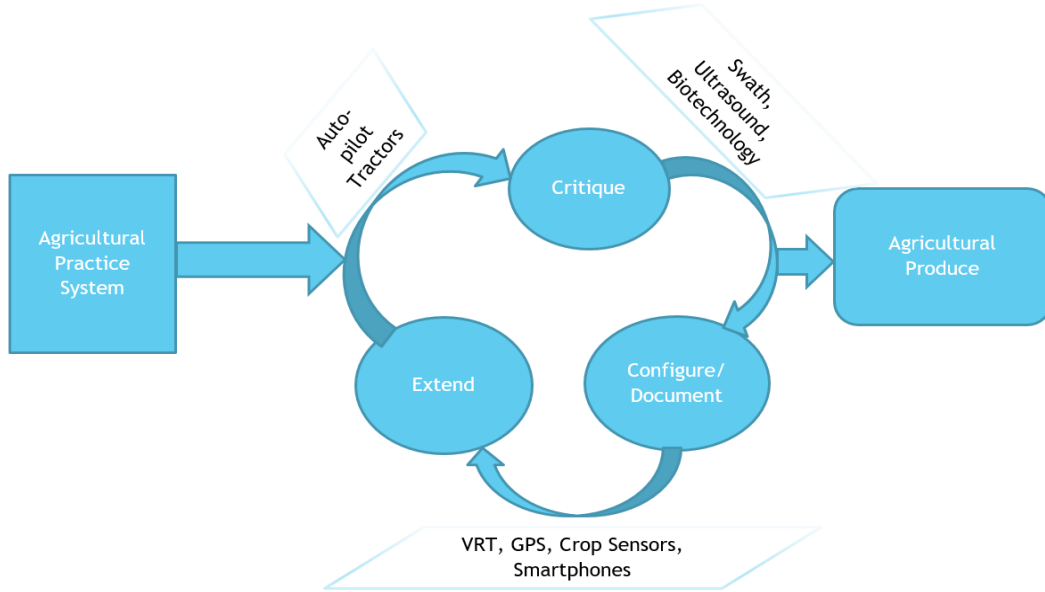 Agricultural
Practice
System
Auto-
pilot
Tractors
Critique
Swath,
Ultrasound,
Biotechnology
Agricultural
Produce
Extend
Configure/
Document
VRT, GPS, Crop Sensors,
Smartphones